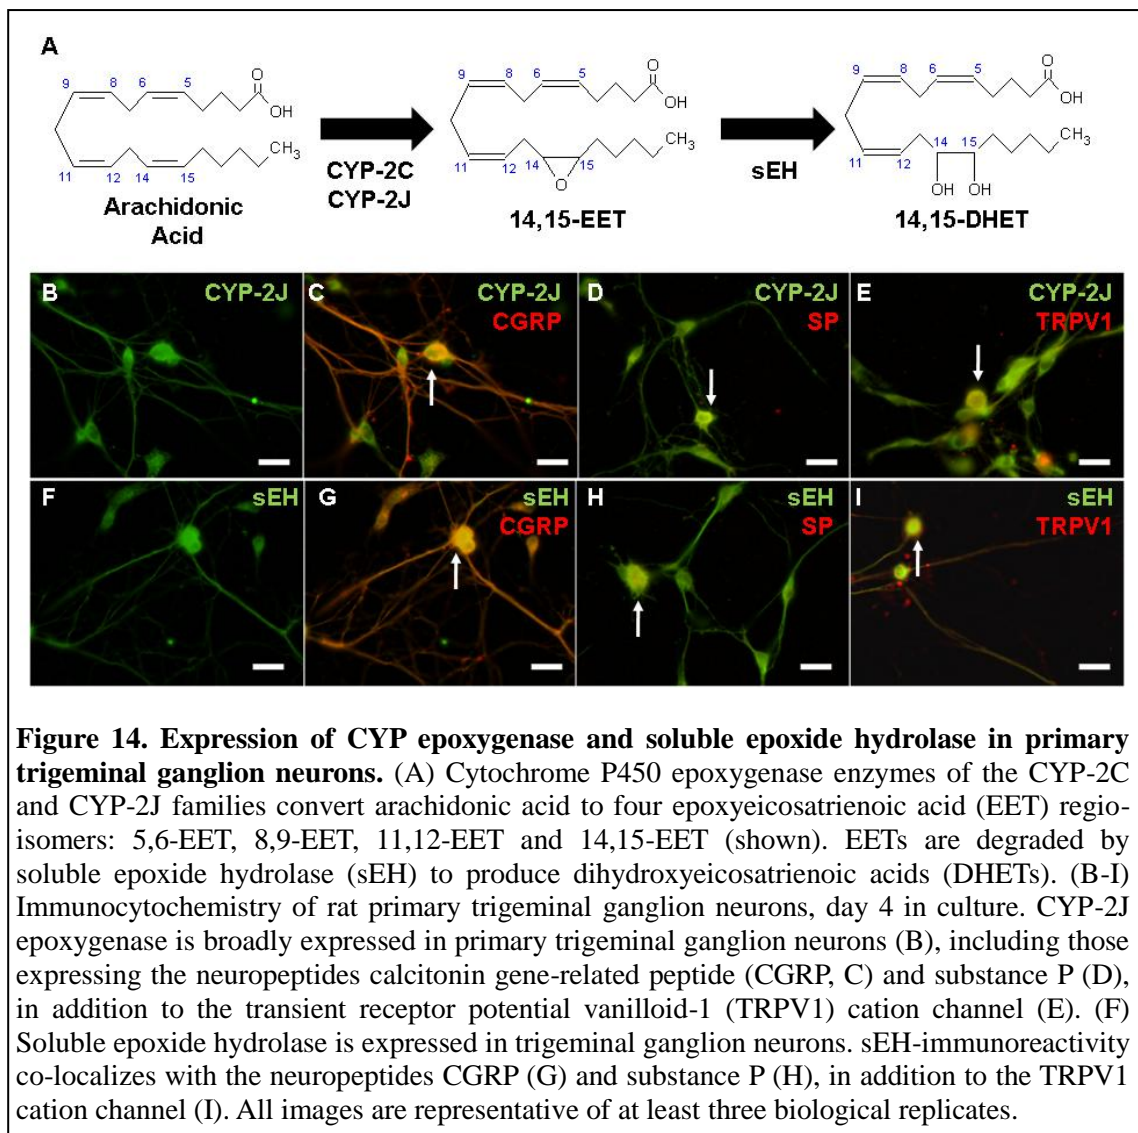 A
9 8 6 5 O OH
CH3
11 12 14 15
Arachidonic
Acid
CYP-2C
CYP-2J
9 8 6 5 O OH
CH3
11 12 14 15
O
14,15-EET
sEH
9 8 6 5 O OH
14 15 CH3
11 12
OH OH
14,15-DHET
B CYP-2J
C CYP-2J
CGRP
D CYP-2J
SP
E CYP-2J
TRPV1
F sEH
G sEH
CGRP
H sEH
SP
I sEH
TRPV1
Figure 14. Expression of CYP epoxygenase and soluble epoxide hydrolase in primary
trigeminal ganglion neurons. (A) Cytochrome P450 epoxygenase enzymes of the CYP-2C
and CYP-2J families convert arachidonic acid to four epoxyeicosatrienoic acid (EET) regio-
isomers: 5,6-EET, 8,9-EET, 11,12-EET and 14,15-EET (shown). EETs are degraded by
soluble epoxide hydrolase (sEH) to produce dihydroxyeicosatrienoic acids (DHETs). (B-I)
Immunocytochemistry of rat primary trigeminal ganglion neurons, day 4 in culture. CYP-2J
epoxygenase is broadly expressed in primary trigeminal ganglion neurons (B), including those
expressing the neuropeptides calcitonin gene-related peptide (CGRP, C) and substance P (D),
in addition to the transient receptor potential vanilloid-1 (TRPV1) cation channel (E). (F)
Soluble epoxide hydrolase is expressed in trigeminal ganglion neurons. sEH-immunoreactivity
co-localizes with the neuropeptides CGRP (G) and substance P (H), in addition to the TRPV1
cation channel (I). All images are representative of at least three biological replicates.